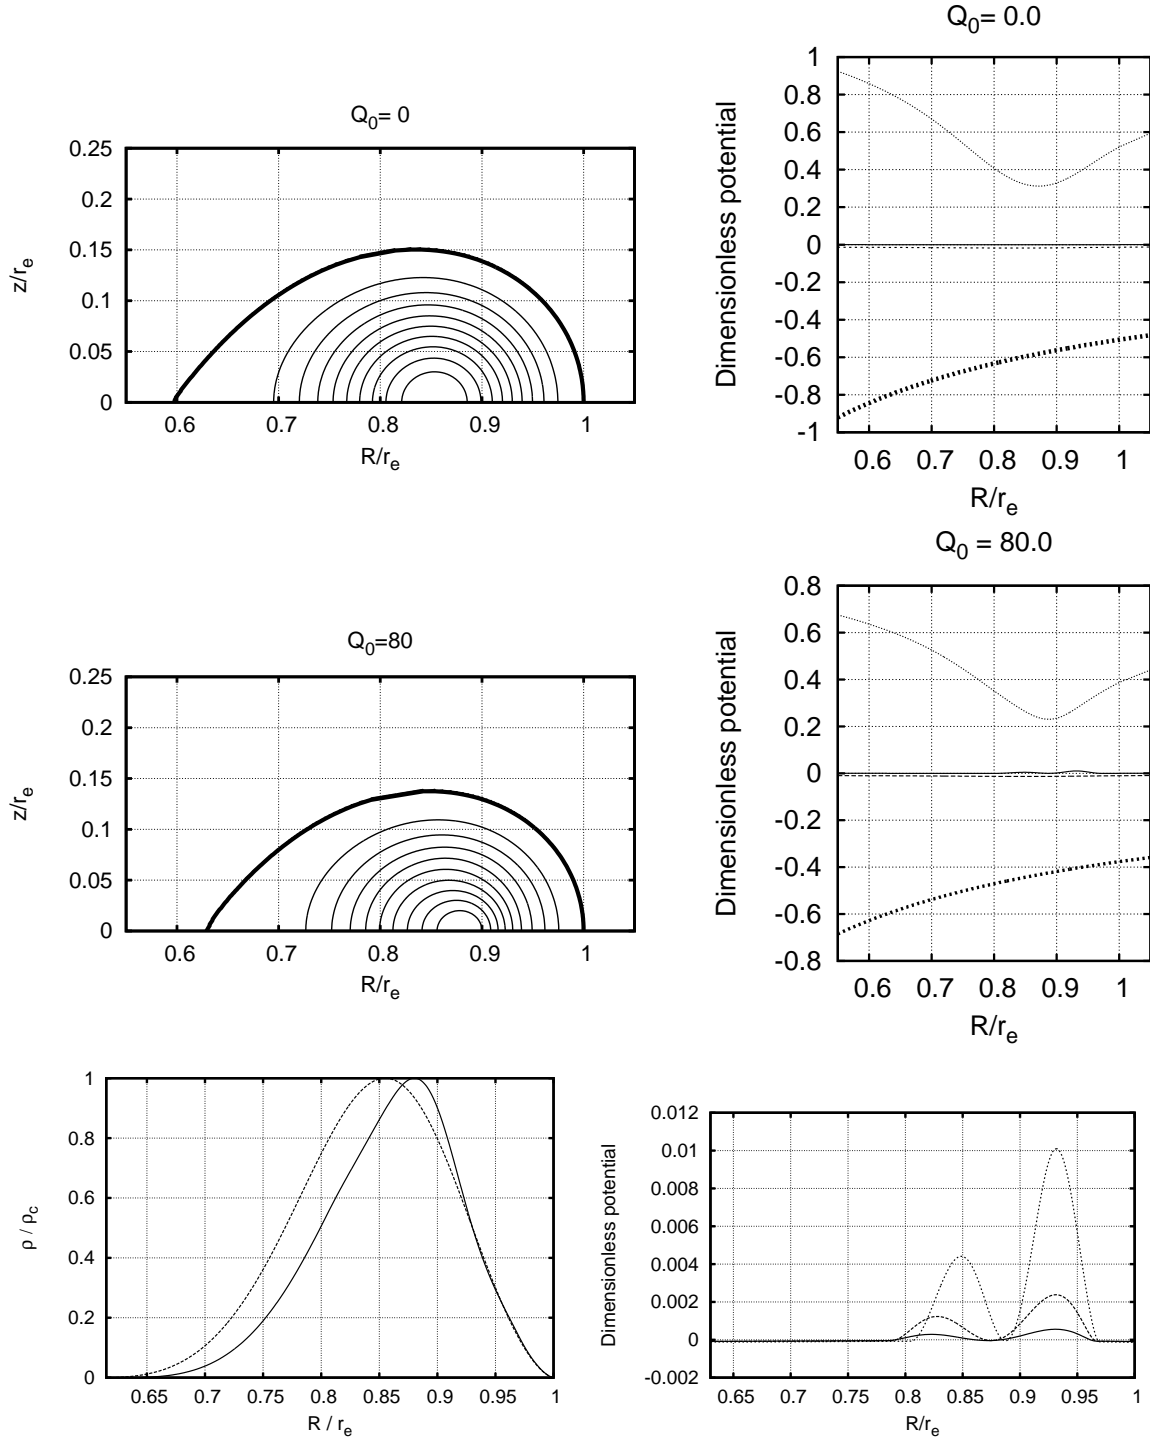 Q0= 0
0.25
0.2
0.15
0.1
0.05
0
z/re
0.6 0.7 0.8 0.9 1
R/re
Q0= 0.0
1
0.8
0.6
0.4
0.2
0
-0.2
-0.4
-0.6
-0.8
-1
Dimensionless potential
0.6 0.7 0.8 0.9 1
R/re
Q0=80
0.25
0.2
0.15
0.1
0.05
0
z/re
0.6 0.7 0.8 0.9 1
R/re
Q0 = 80.0
0.8
0.6
0.4
0.2
0
-0.2
-0.4
-0.6
-0.8
Dimensionless potential
0.6 0.7 0.8 0.9 1
R/re
1
0.8
0.6
0.4
0.2
0
ρ / ρc
0.65 0.7 0.75 0.8 0.85 0.9 0.95 1
R / re
0.012
0.01
0.008
0.006
0.004
0.002
0
-0.002
Dimensionless potential
0.65 0.7 0.75 0.8 0.85 0.9 0.95 1
R/re